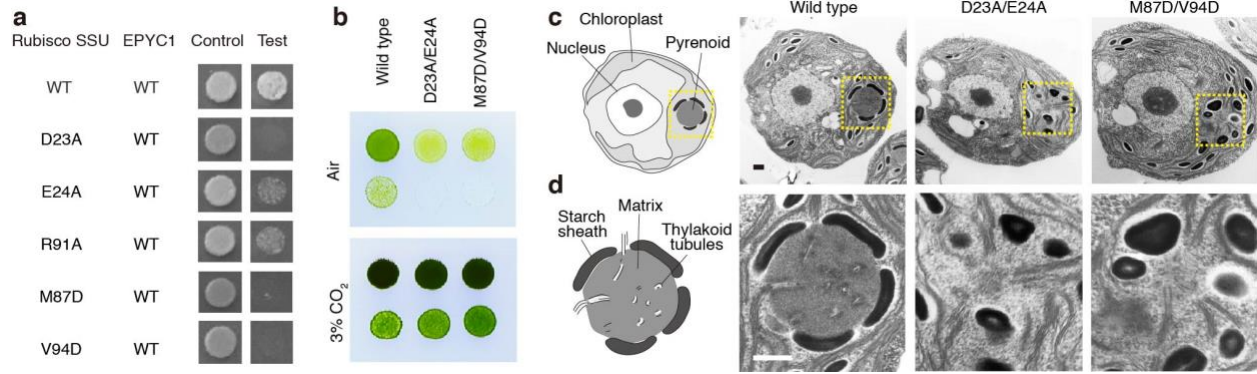 a
Rubisco SSU EPYC1 Control Test
WT WT
D23A WT
E24A WT
R91A WT
M87D WT
V94D WT
b
Wild type
D23A/E24A
M87D/V94D
Air
3% CO₂
c
Chloroplast
Nucleus
Pyrenoid
Wild type D23A/E24A M87D/V94D
d
Starch
sheath
Matrix
Thylakoid
tubules